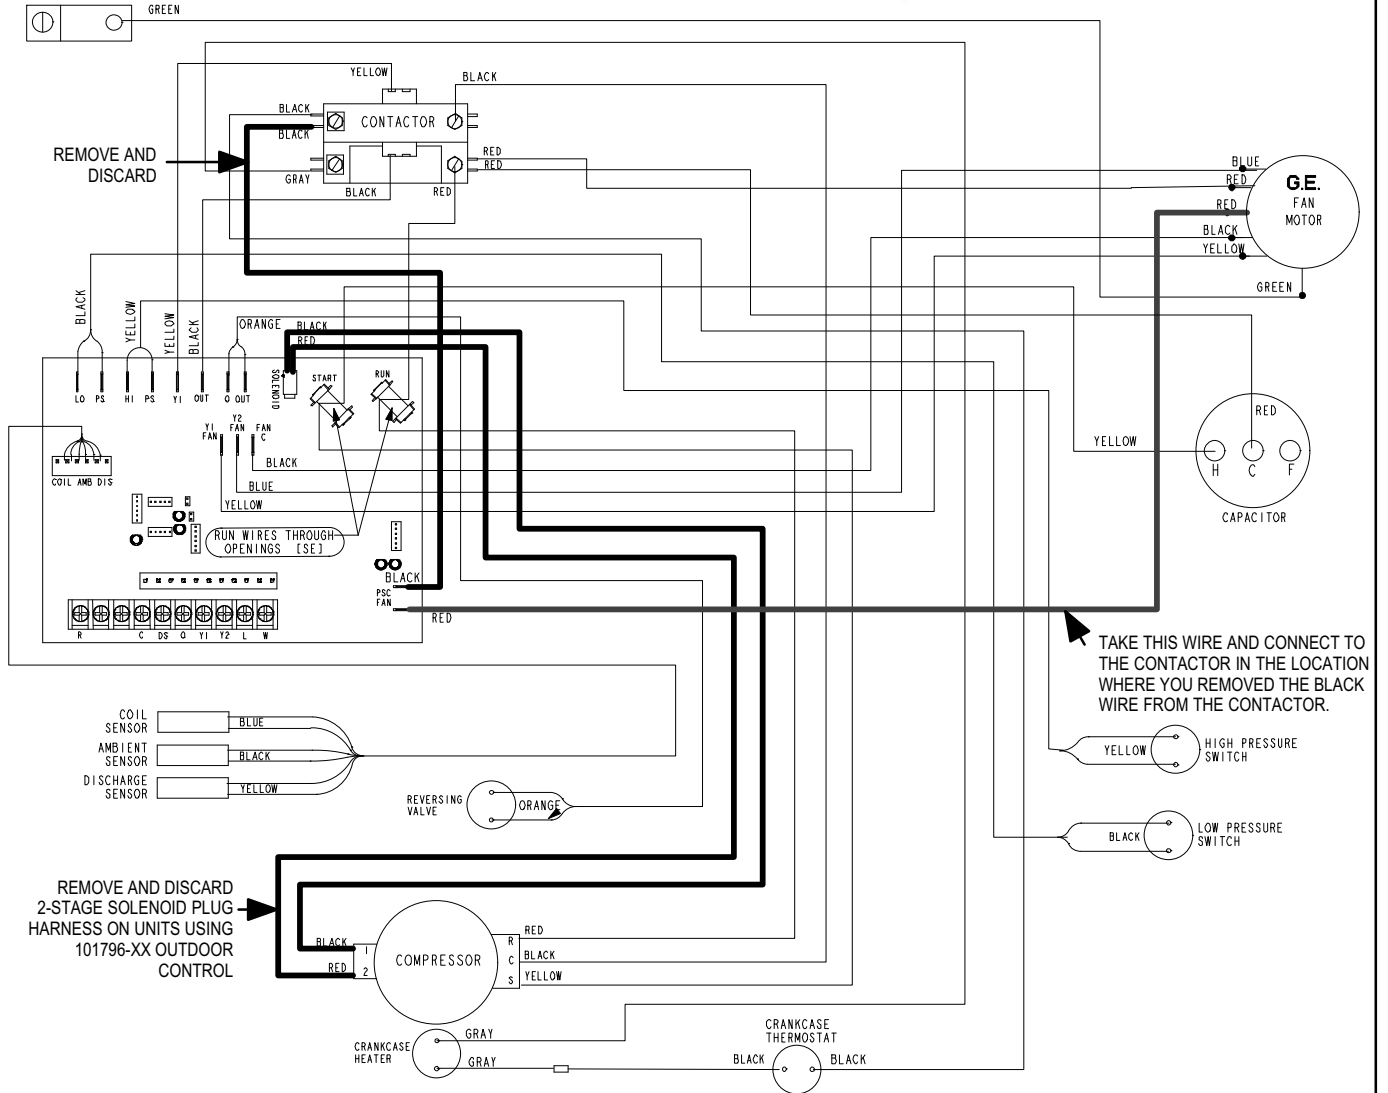 GREEN
YELLOW
BLACK
BLACK
CONTACTOR
BLACK
REMOVE AND
DISCARD
RED
RED
GRAY
BLACK
RED
BLUE
RED
RED
BLACK
YELLOW
G.E.
FAN
MOTOR
GREEN
BLACK
YELLOW
YELLOW
BLACK
ORANGE
BLACK
RED
SOLENOID
START
RUN
LO
PS
HI
PS
Y1
OUT
O
OUT
Y1
FAN
Y2
FAN
FAN
C
BLACK
BLUE
YELLOW
COIL AMB DIS
RUN WIRES THROUGH
OPENINGS [SE]
BLACK
PSC
FAN
RED
R
C
DS
O
Y1
Y2
L
W
YELLOW
RED
H
C
F
CAPACITOR
TAKE THIS WIRE AND CONNECT TO
THE CONTACTOR IN THE LOCATION
WHERE YOU REMOVED THE BLACK
WIRE FROM THE CONTACTOR.
COIL
SENSOR
BLUE
AMBIENT
SENSOR
BLACK
DISCHARGE
SENSOR
YELLOW
REVERSING
VALVE
ORANGE
YELLOW
HIGH PRESSURE
SWITCH
BLACK
LOW PRESSURE
SWITCH
REMOVE AND DISCARD
2-STAGE SOLENOID PLUG
HARNESS ON UNITS USING
101796-XX OUTDOOR
CONTROL
BLACK
1
RED
2
COMPRESSOR
R
RED
C
BLACK
S
YELLOW
CRANKCASE
HEATER
GRAY
GRAY
CRANKCASE
THERMOSTAT
BLACK
BLACK